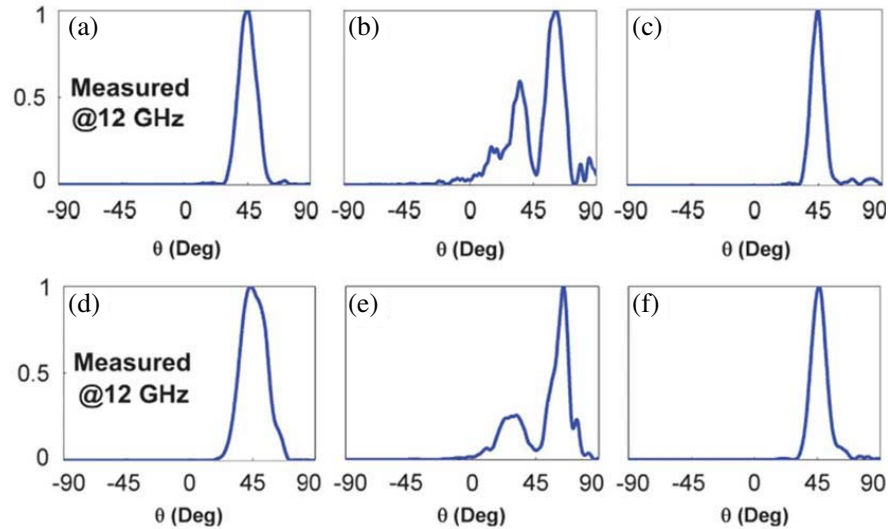 (a) (b) (c)
1
0.5
0
Measured
@12 GHz
-90 -45 0 45 90 -90 -45 0 45 90 -90 -45 0 45 90
θ (Deg) θ (Deg) θ (Deg)
(d) (e) (f)
1
0.5
0
Measured
@12 GHz
-90 -45 0 45 90 -90 -45 0 45 90 -90 -45 0 45 90
θ (Deg) θ (Deg) θ (Deg)